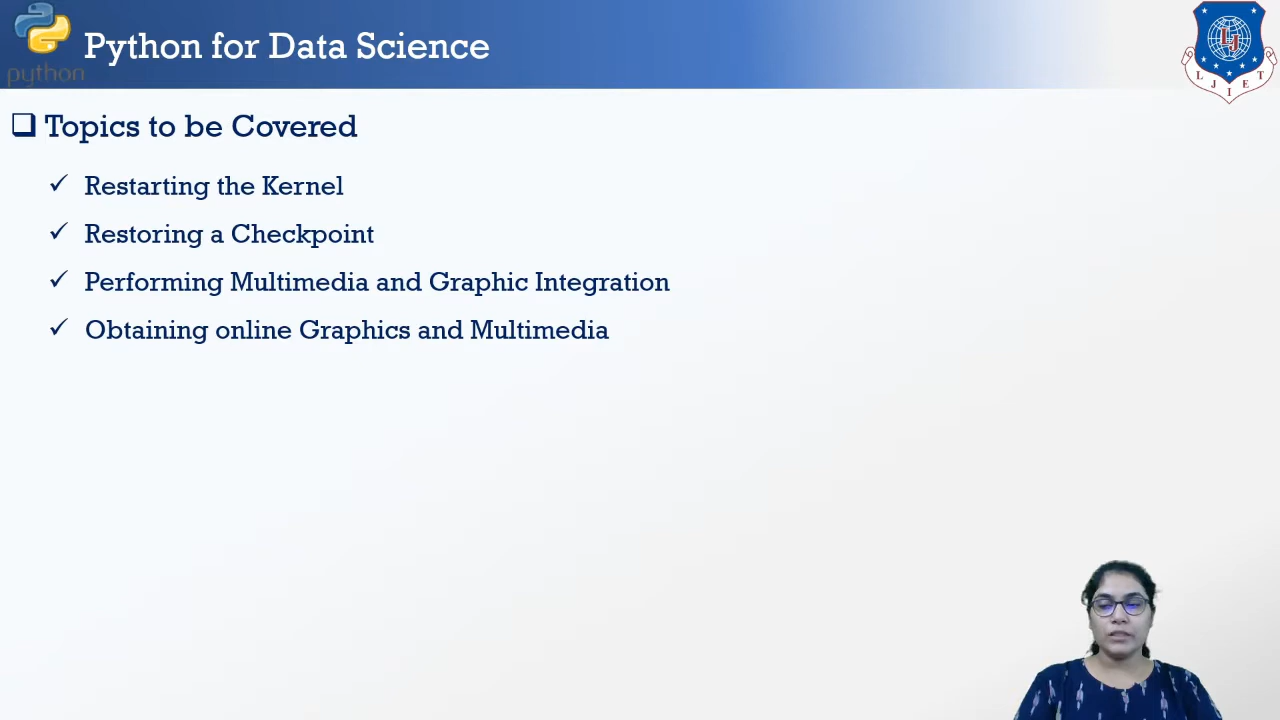 python
Python for Data Science
LJIET
Topics to be Covered
Restarting the Kernel
Restoring a Checkpoint
Performing Multimedia and Graphic Integration
Obtaining online Graphics and Multimedia